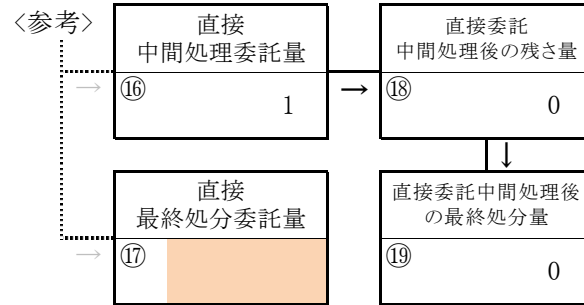 〈参考〉
直接
中間処理委託量
→
⑯
1
→
直接委託
中間処理後の残さ量
⑱
0
↓
直接
最終処分委託量
→
⑰
直接委託中間処理後
の最終処分量
⑲
0